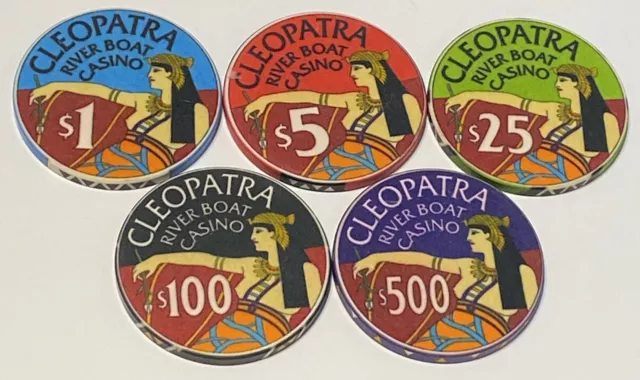 CLEOPATRA
RIVER BOAT
CASINO
$1
CLEOPATRA
RIVER BOAT
CASINO
$5
CLEOPATRA
RIVER BOAT
CASINO
$25
CLEOPATRA
RIVER BOAT
CASINO
$100
CLEOPATRA
RIVER BOAT
CASINO
$500